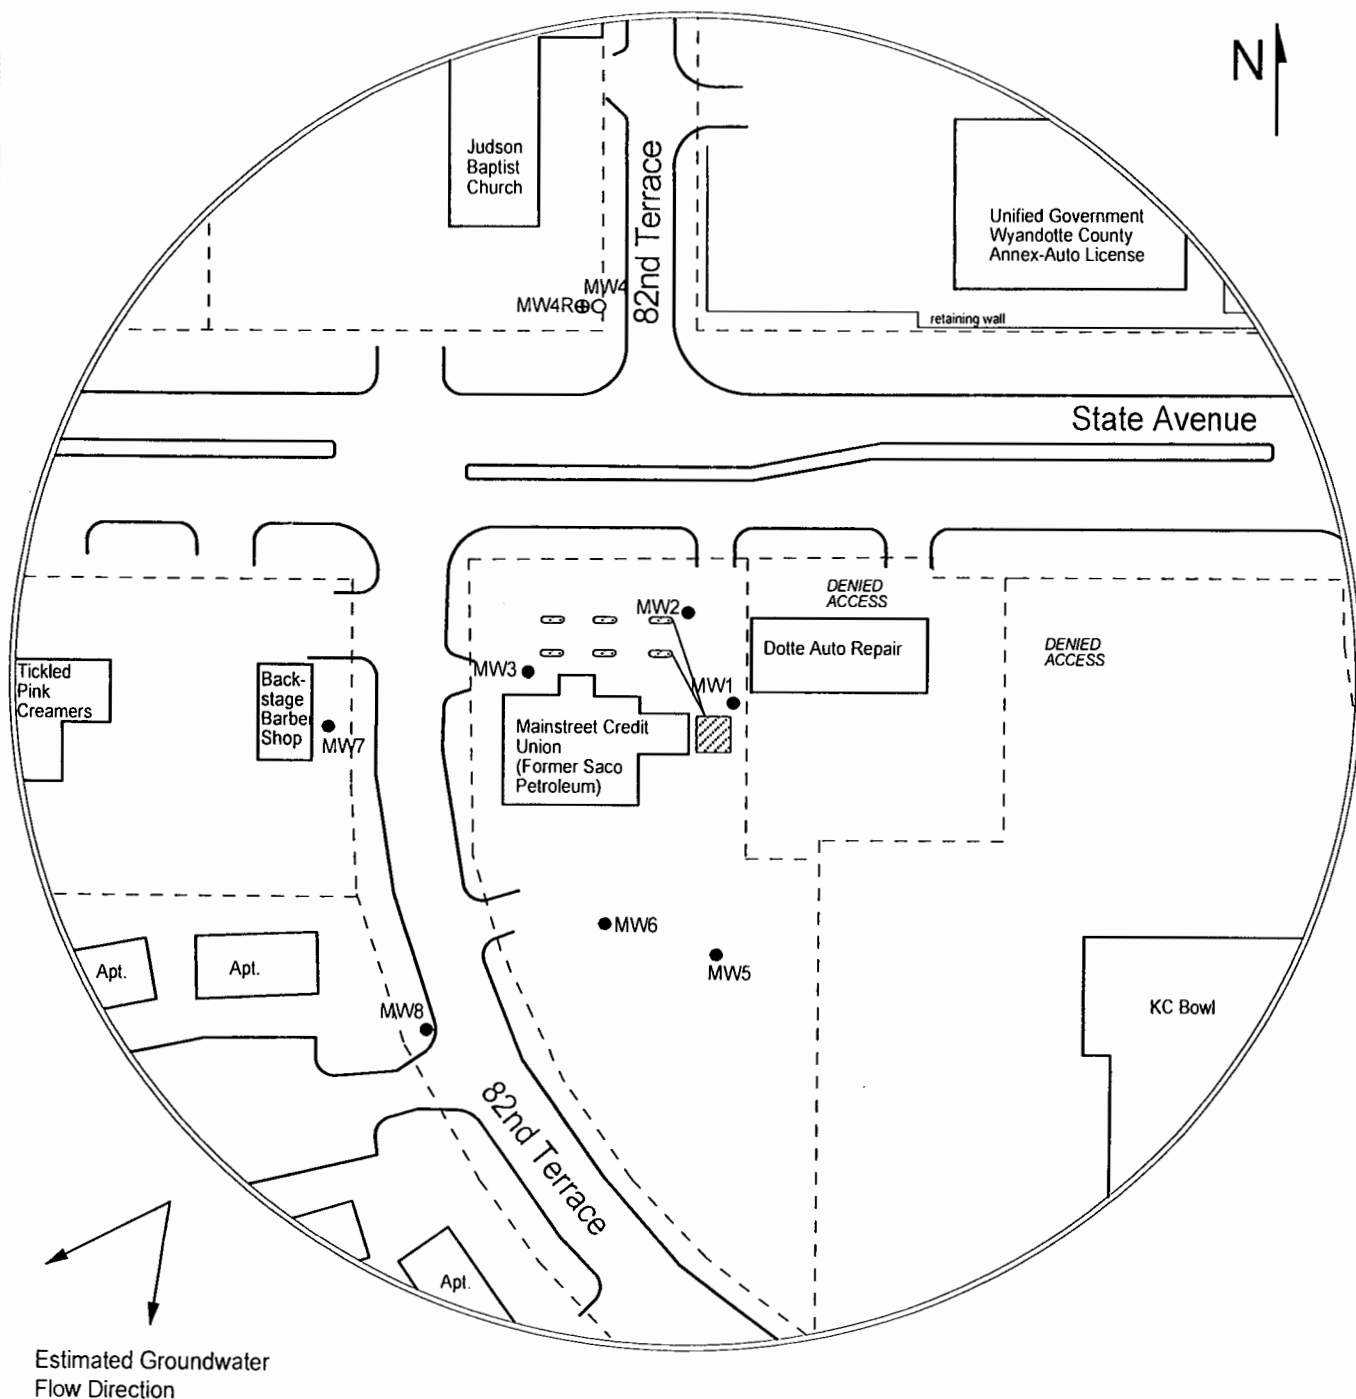 N
Judson
Baptist
Church
82nd Terrace
Unified Government
Wyandotte County
Annex-Auto License
MW4
MW4R
retaining wall
State Avenue
DENIED
ACCESS
MW2
Dotte Auto Repair
DENIED
ACCESS
MW3
MW1
Tickled
Pink
Creamers
Back-
stage
Barber
Shop
MW7
Mainstreet Credit
Union
(Former Saco
Petroleum)
MW6
MW5
Apt.
Apt.
MW8
KC Bowl
82nd Terrace
Apt.
Estimated Groundwater
Flow Direction